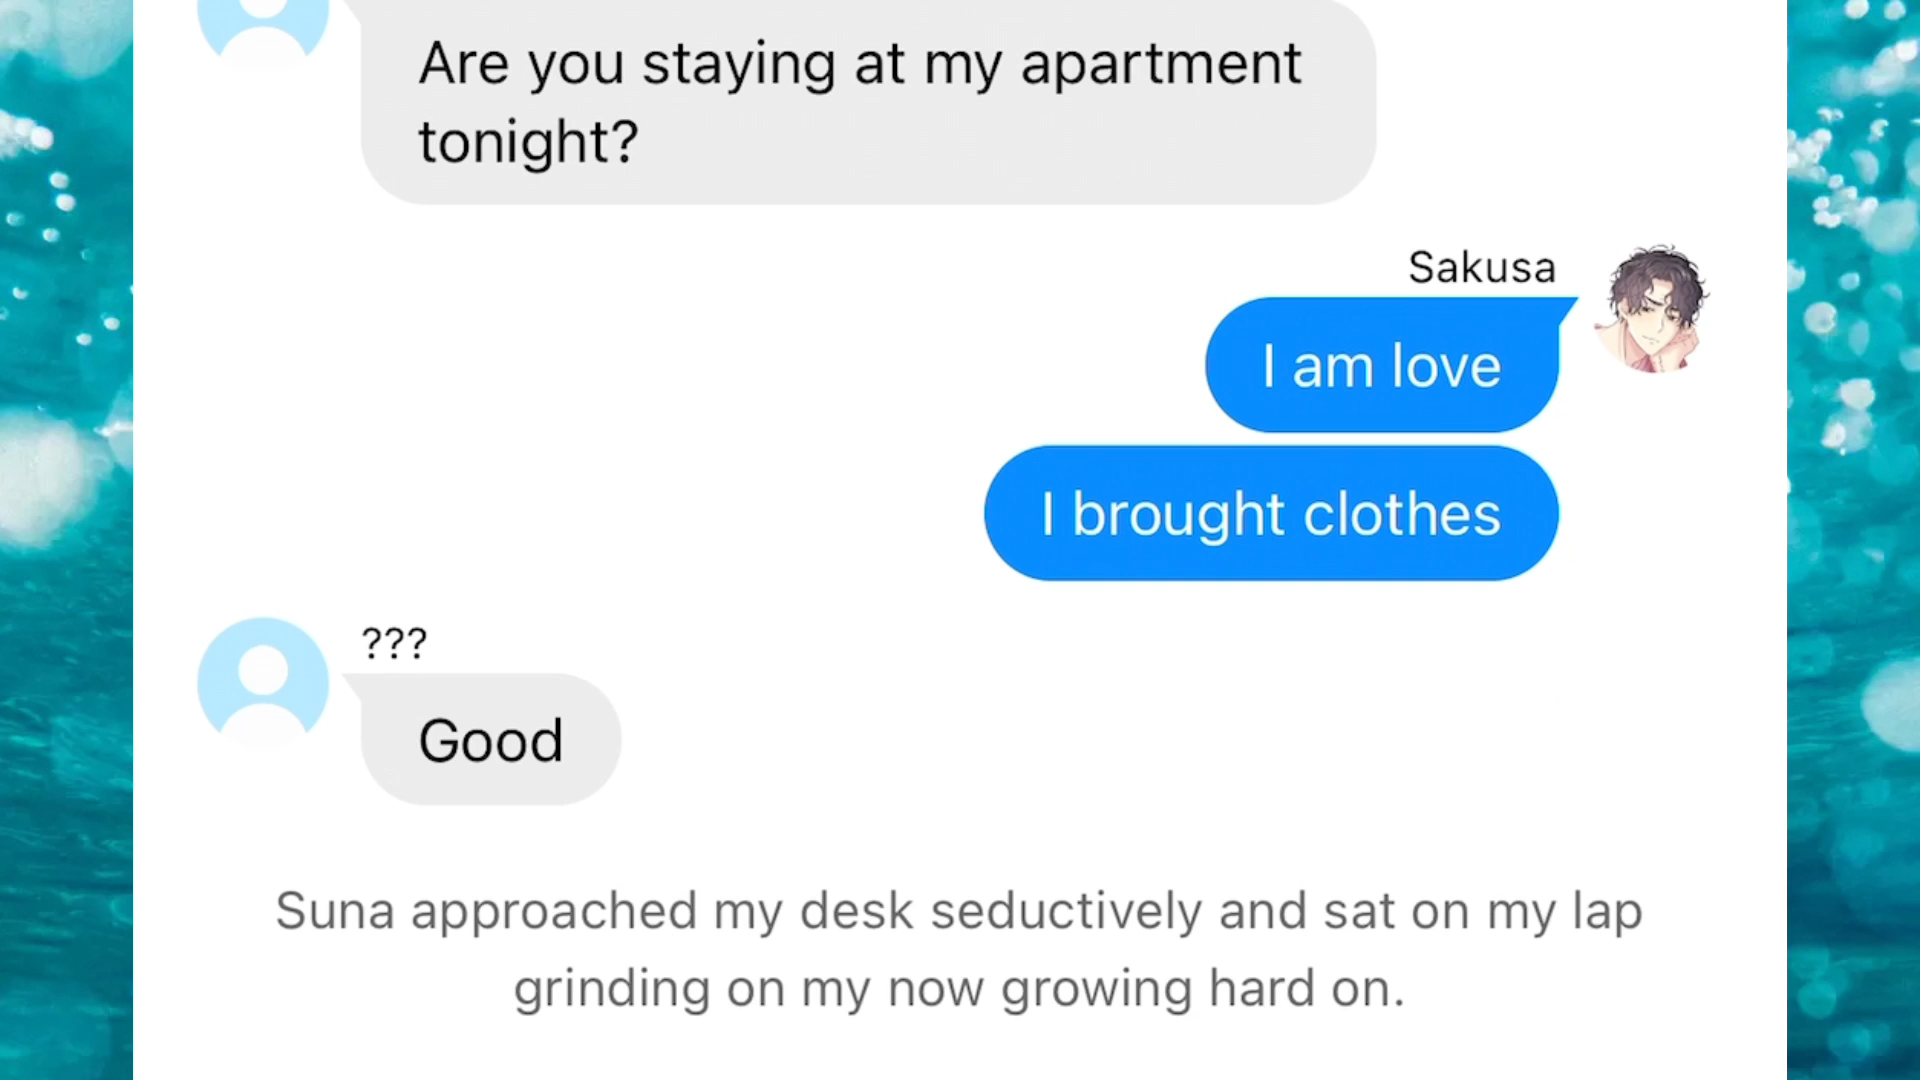 Are you staying at my apartment
tonight?
Sakusa
I am love
I brought clothes
???
Good
Suna approached my desk seductively and sat on my lap
grinding on my now growing hard on.